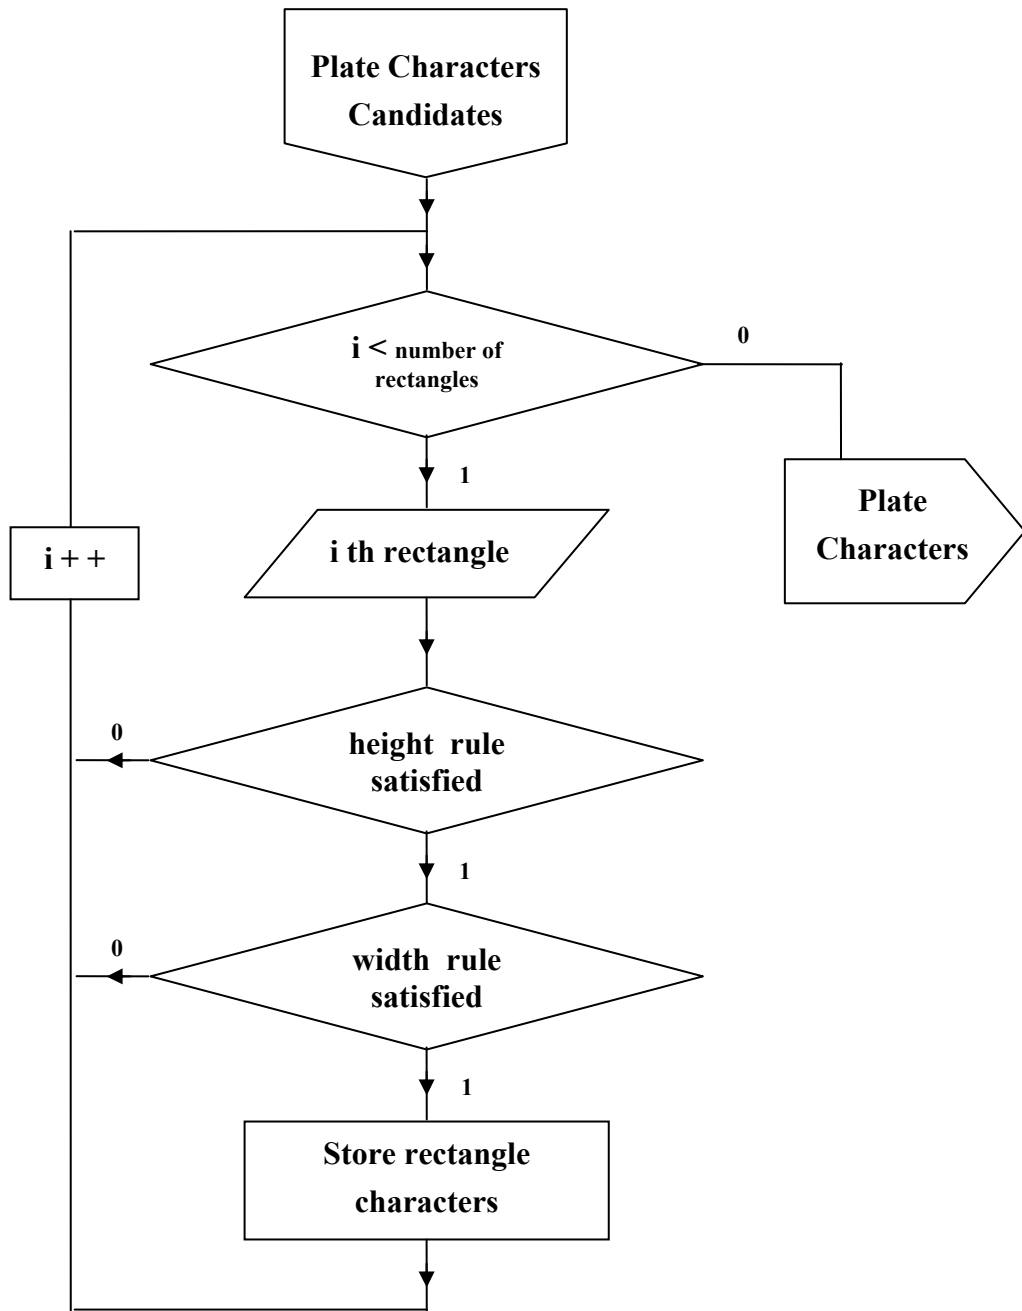 Plate Characters
Candidates
i < number of
rectangles
0
1
i th rectangle
Plate
Characters
i + +
height rule
satisfied
0
1
width rule
satisfied
0
1
Store rectangle
characters